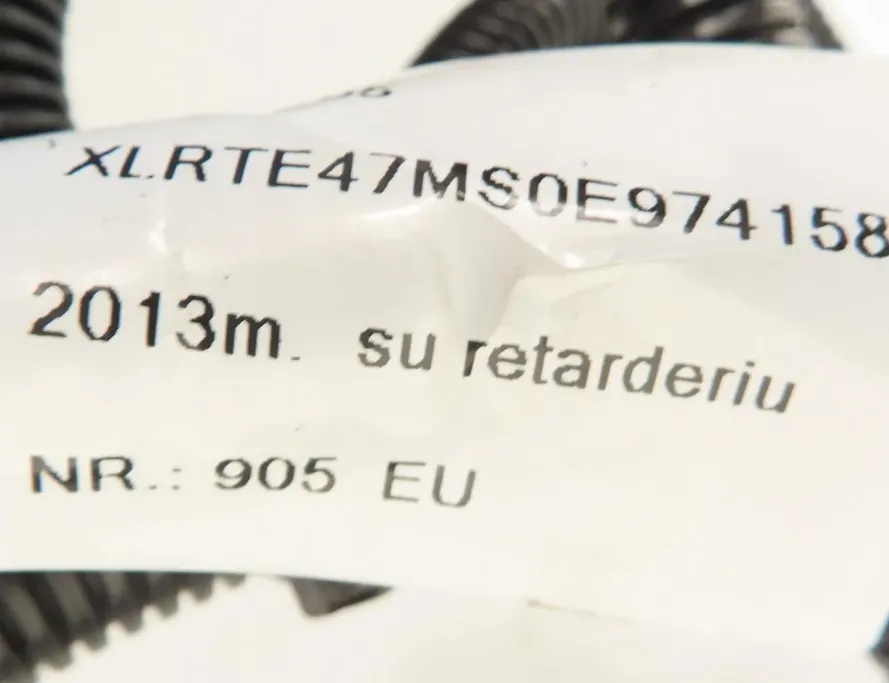 XLRTE47MS0E974158
2013m. su retarderiu
NR.: 905 EU